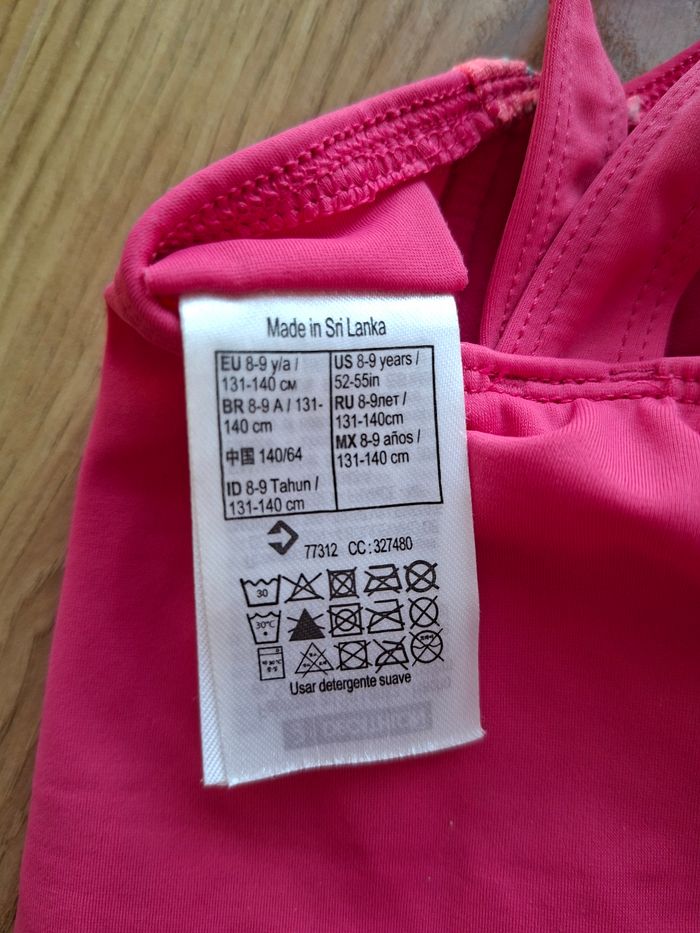 Made in Sri Lanka
EU 8-9 y/a /
131-140 см
BR 8-9 A / 131-
140 cm
中国 140/64
ID 8-9 Tahun /
131-140 cm
US 8-9 years /
52-55in
RU 8-9лет /
131-140cm
MX 8-9 años /
131-140 cm
77312 CC:327480
30
30°C
Usar detergente suave